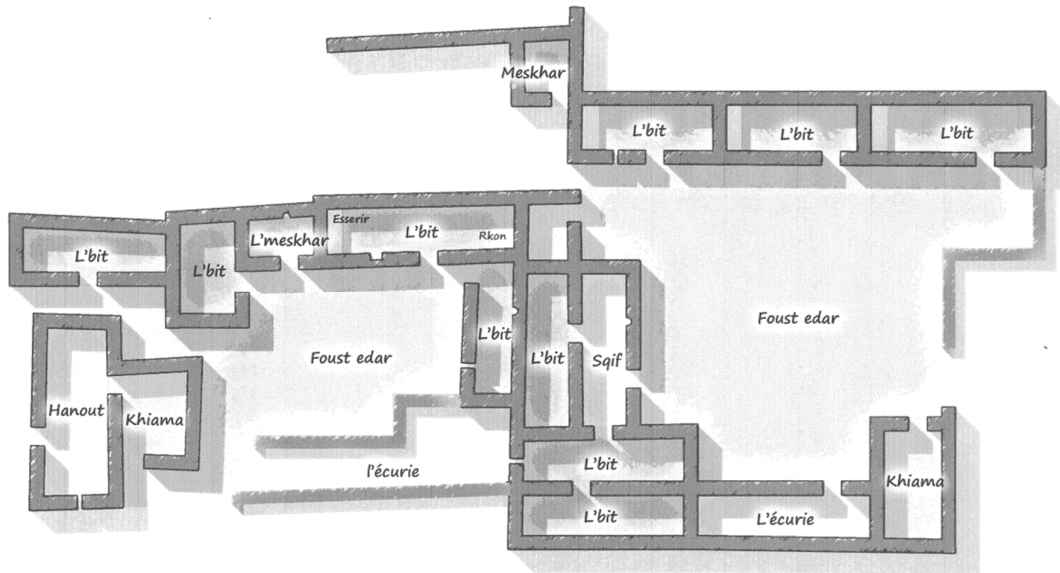 Meskhar
L'bit
L'bit
L'bit
Esserir
L'bit
Rkon
L'meskhar
L'bit
L'bit
Foust edar
L'bit
L'bit
Sqif
Foust edar
Hanout
Khiama
l'écurie
L'bit
Khiama
L'bit
L'écurie